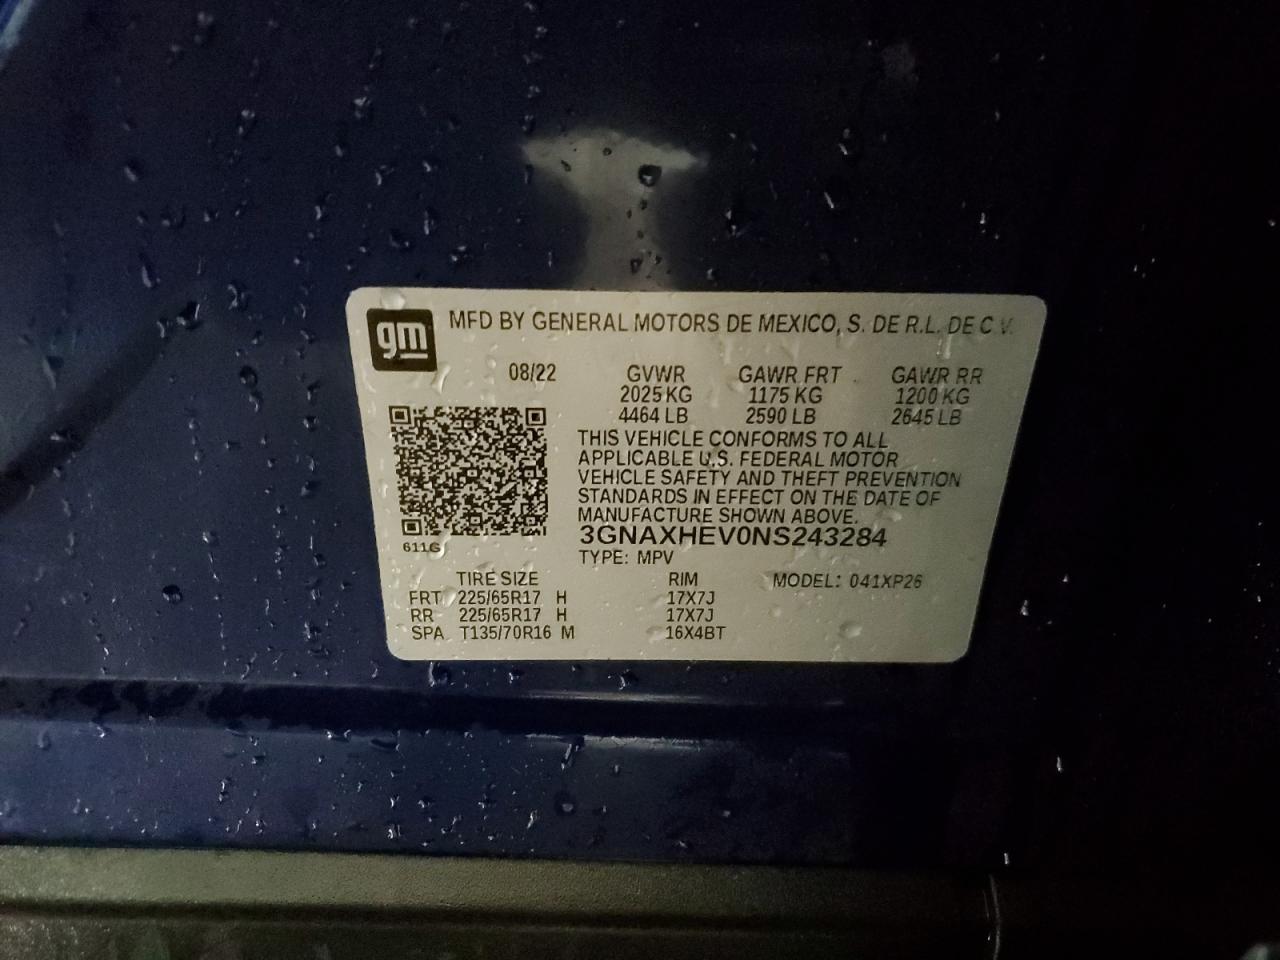 gm MFD BY GENERAL MOTORS DE MEXICO, S. DE R.L. DE C.V.
08/22 GVWR GAWR FRT GAWR RR
2025 KG 1175 KG 1200 KG
4464 LB 2590 LB 2645 LB
THIS VEHICLE CONFORMS TO ALL
APPLICABLE U.S. FEDERAL MOTOR
VEHICLE SAFETY AND THEFT PREVENTION
STANDARDS IN EFFECT ON THE DATE OF
MANUFACTURE SHOWN ABOVE.
3GNAXHEV0NS243284
611G
TYPE: MPV
TIRE SIZE RIM MODEL: 041XP26
FRT 225/65R17 H 17X7J
RR 225/65R17 H 17X7J
SPA T135/70R16 M 16X4BT